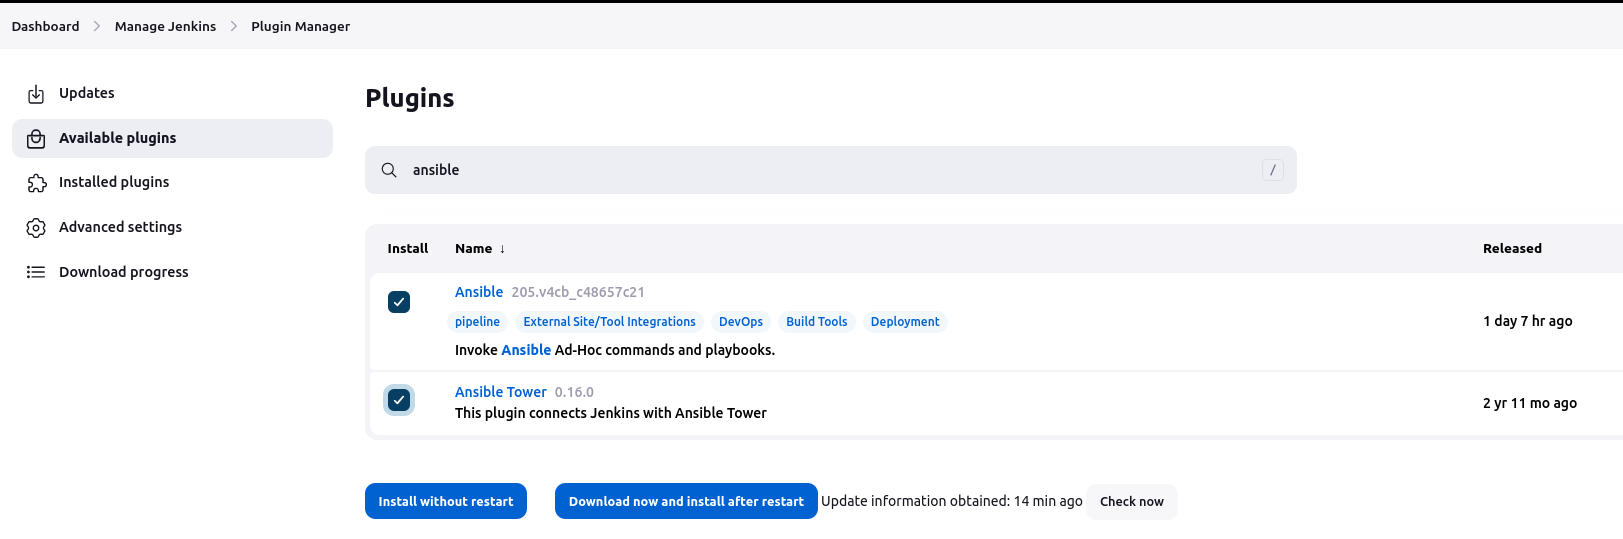 Dashboard > Manage Jenkins > Plugin Manager
Updates
Available plugins
Installed plugins
Advanced settings
Download progress
Plugins
ansible /
Install Name ↓ Released
Ansible 205.v4cb_c48657c21
pipeline External Site/Tool Integrations DevOps Build Tools Deployment
1 day 7 hr ago
Invoke Ansible Ad-Hoc commands and playbooks.
Ansible Tower 0.16.0
This plugin connects Jenkins with Ansible Tower
2 yr 11 mo ago
Install without restart Download now and install after restart Update information obtained: 14 min ago Check now